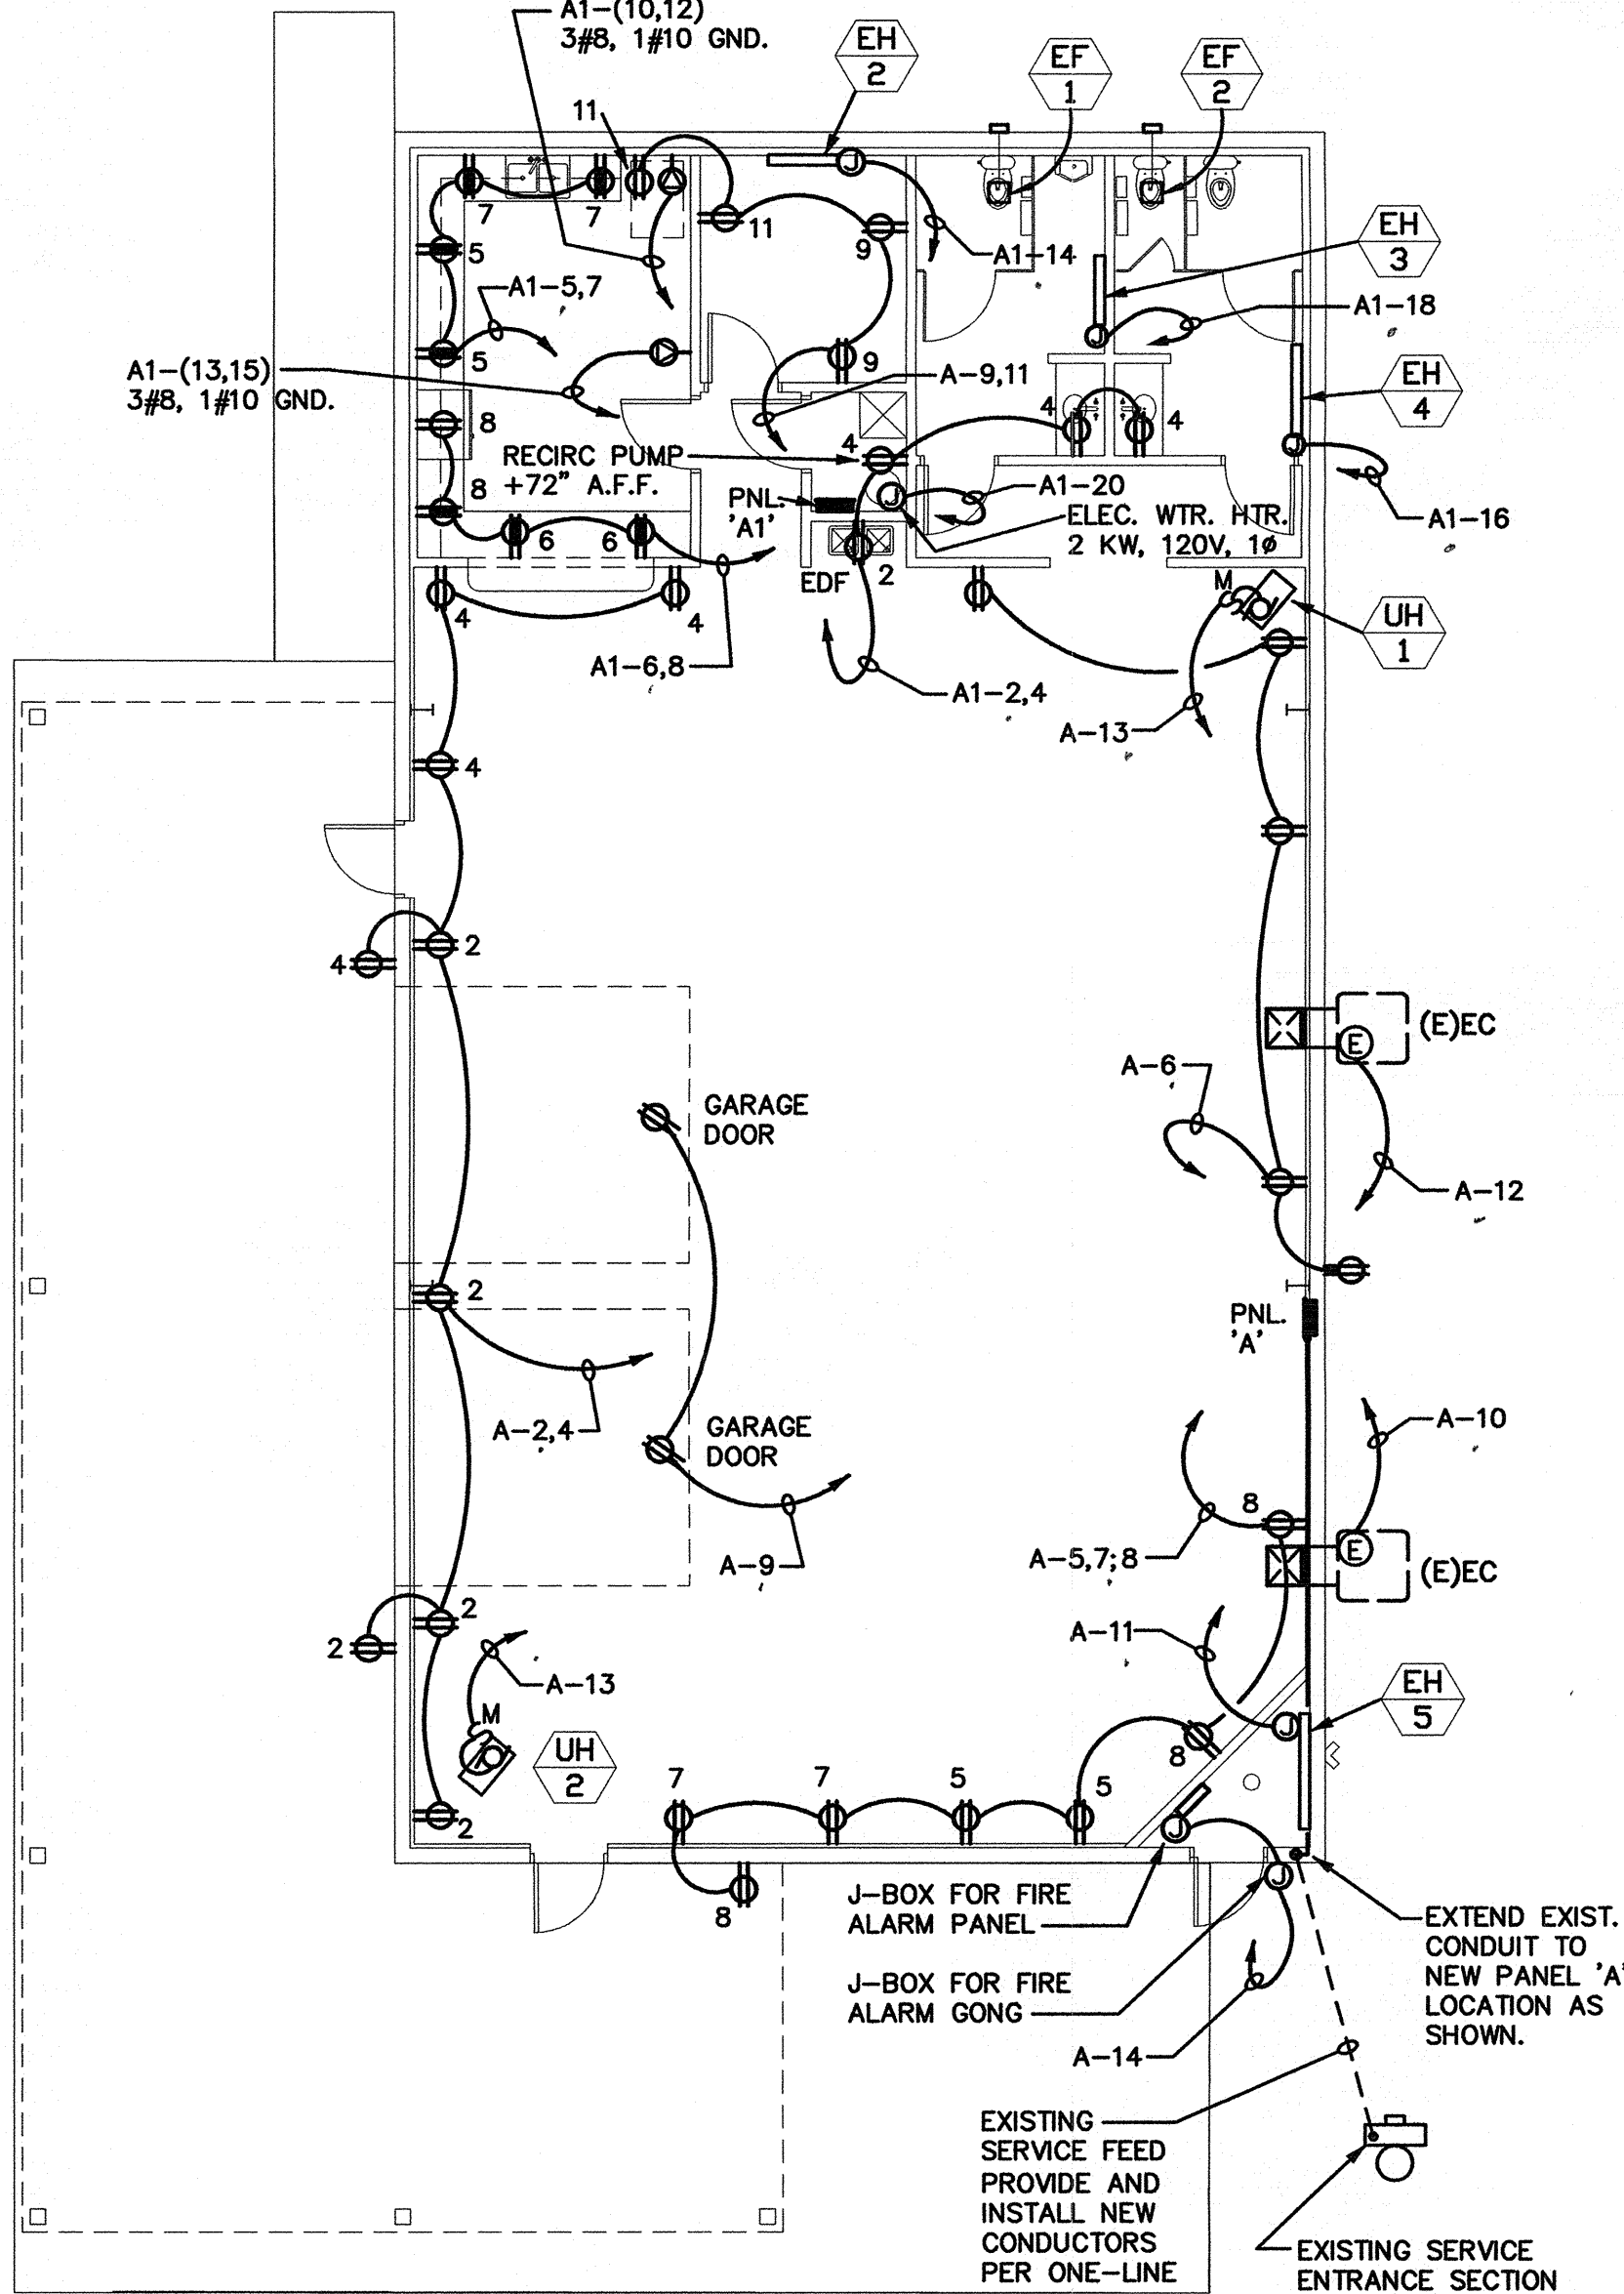 A1-(10,12)
3#8, 1#10 GND.
EH
2
EF
1
EF
2
11
7
7
11
9
5
A1-14
EH
3
A1-5,7
A1-18
5
9
A1-(13,15)
3#8, 1#10 GND.
A-9,11
EH
4
8
4
4
4
RECIRC PUMP
+72" A.F.F.
8
PNL.
'A1'
A1-20
ELEC. WTR. HTR.
2 KW, 120V, 1ø
A1-16
6
6
EDF
2
M
4
4
UH
1
A1-6,8
A1-2,4
A-13
4
2
4
(E)EC
E
A-6
GARAGE
DOOR
A-12
2
PNL.
'A'
A-2,4
A-10
GARAGE
DOOR
8
A-9
A-5,7;8
E
(E)EC
2
2
A-11
A-13
EH
5
M
J
UH
2
8
7
7
5
5
2
J
8
J-BOX FOR FIRE
ALARM PANEL
J
EXTEND EXIST.
CONDUIT TO
NEW PANEL 'A'
LOCATION AS
SHOWN.
J-BOX FOR FIRE
ALARM GONG
A-14
EXISTING
SERVICE FEED
PROVIDE AND
INSTALL NEW
CONDUCTORS
PER ONE-LINE
EXISTING SERVICE
ENTRANCE SECTION
J
J
J
J